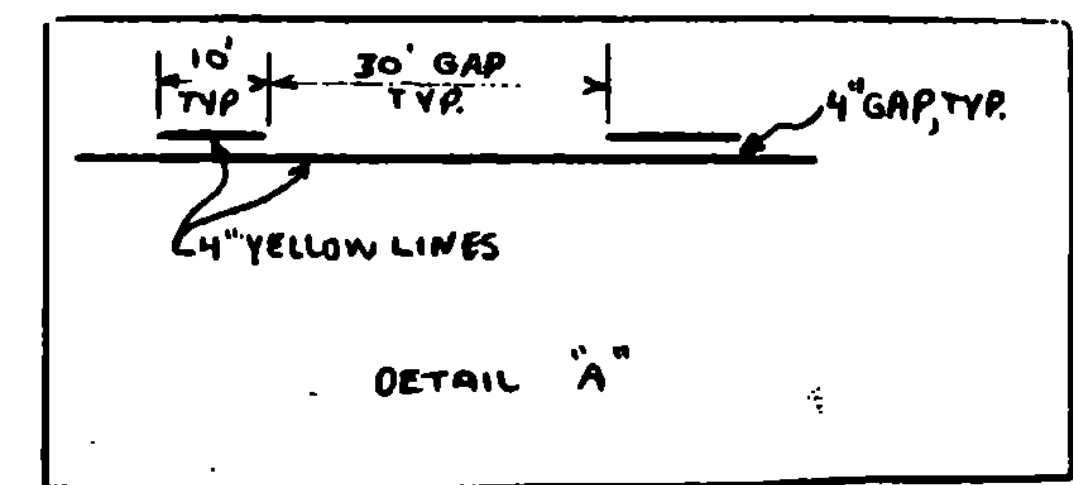 10'
TYP
30' GAP
TYP.
4" GAP, TYP.
4" YELLOW LINES
DETAIL "A"